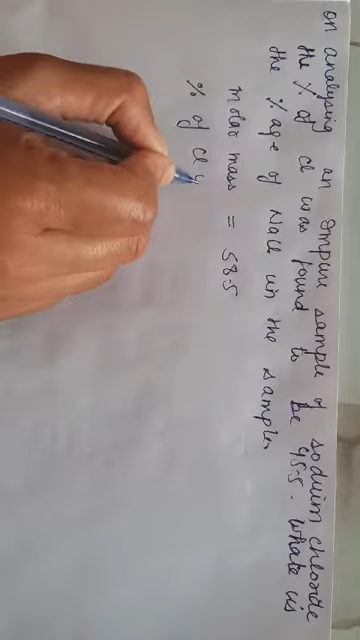 on analysing an impure sample of sodium chloride
the % of cl was found to be 45.5. what is
the % age of Nacl in the sample.
molar mass = 58.5
% of cl